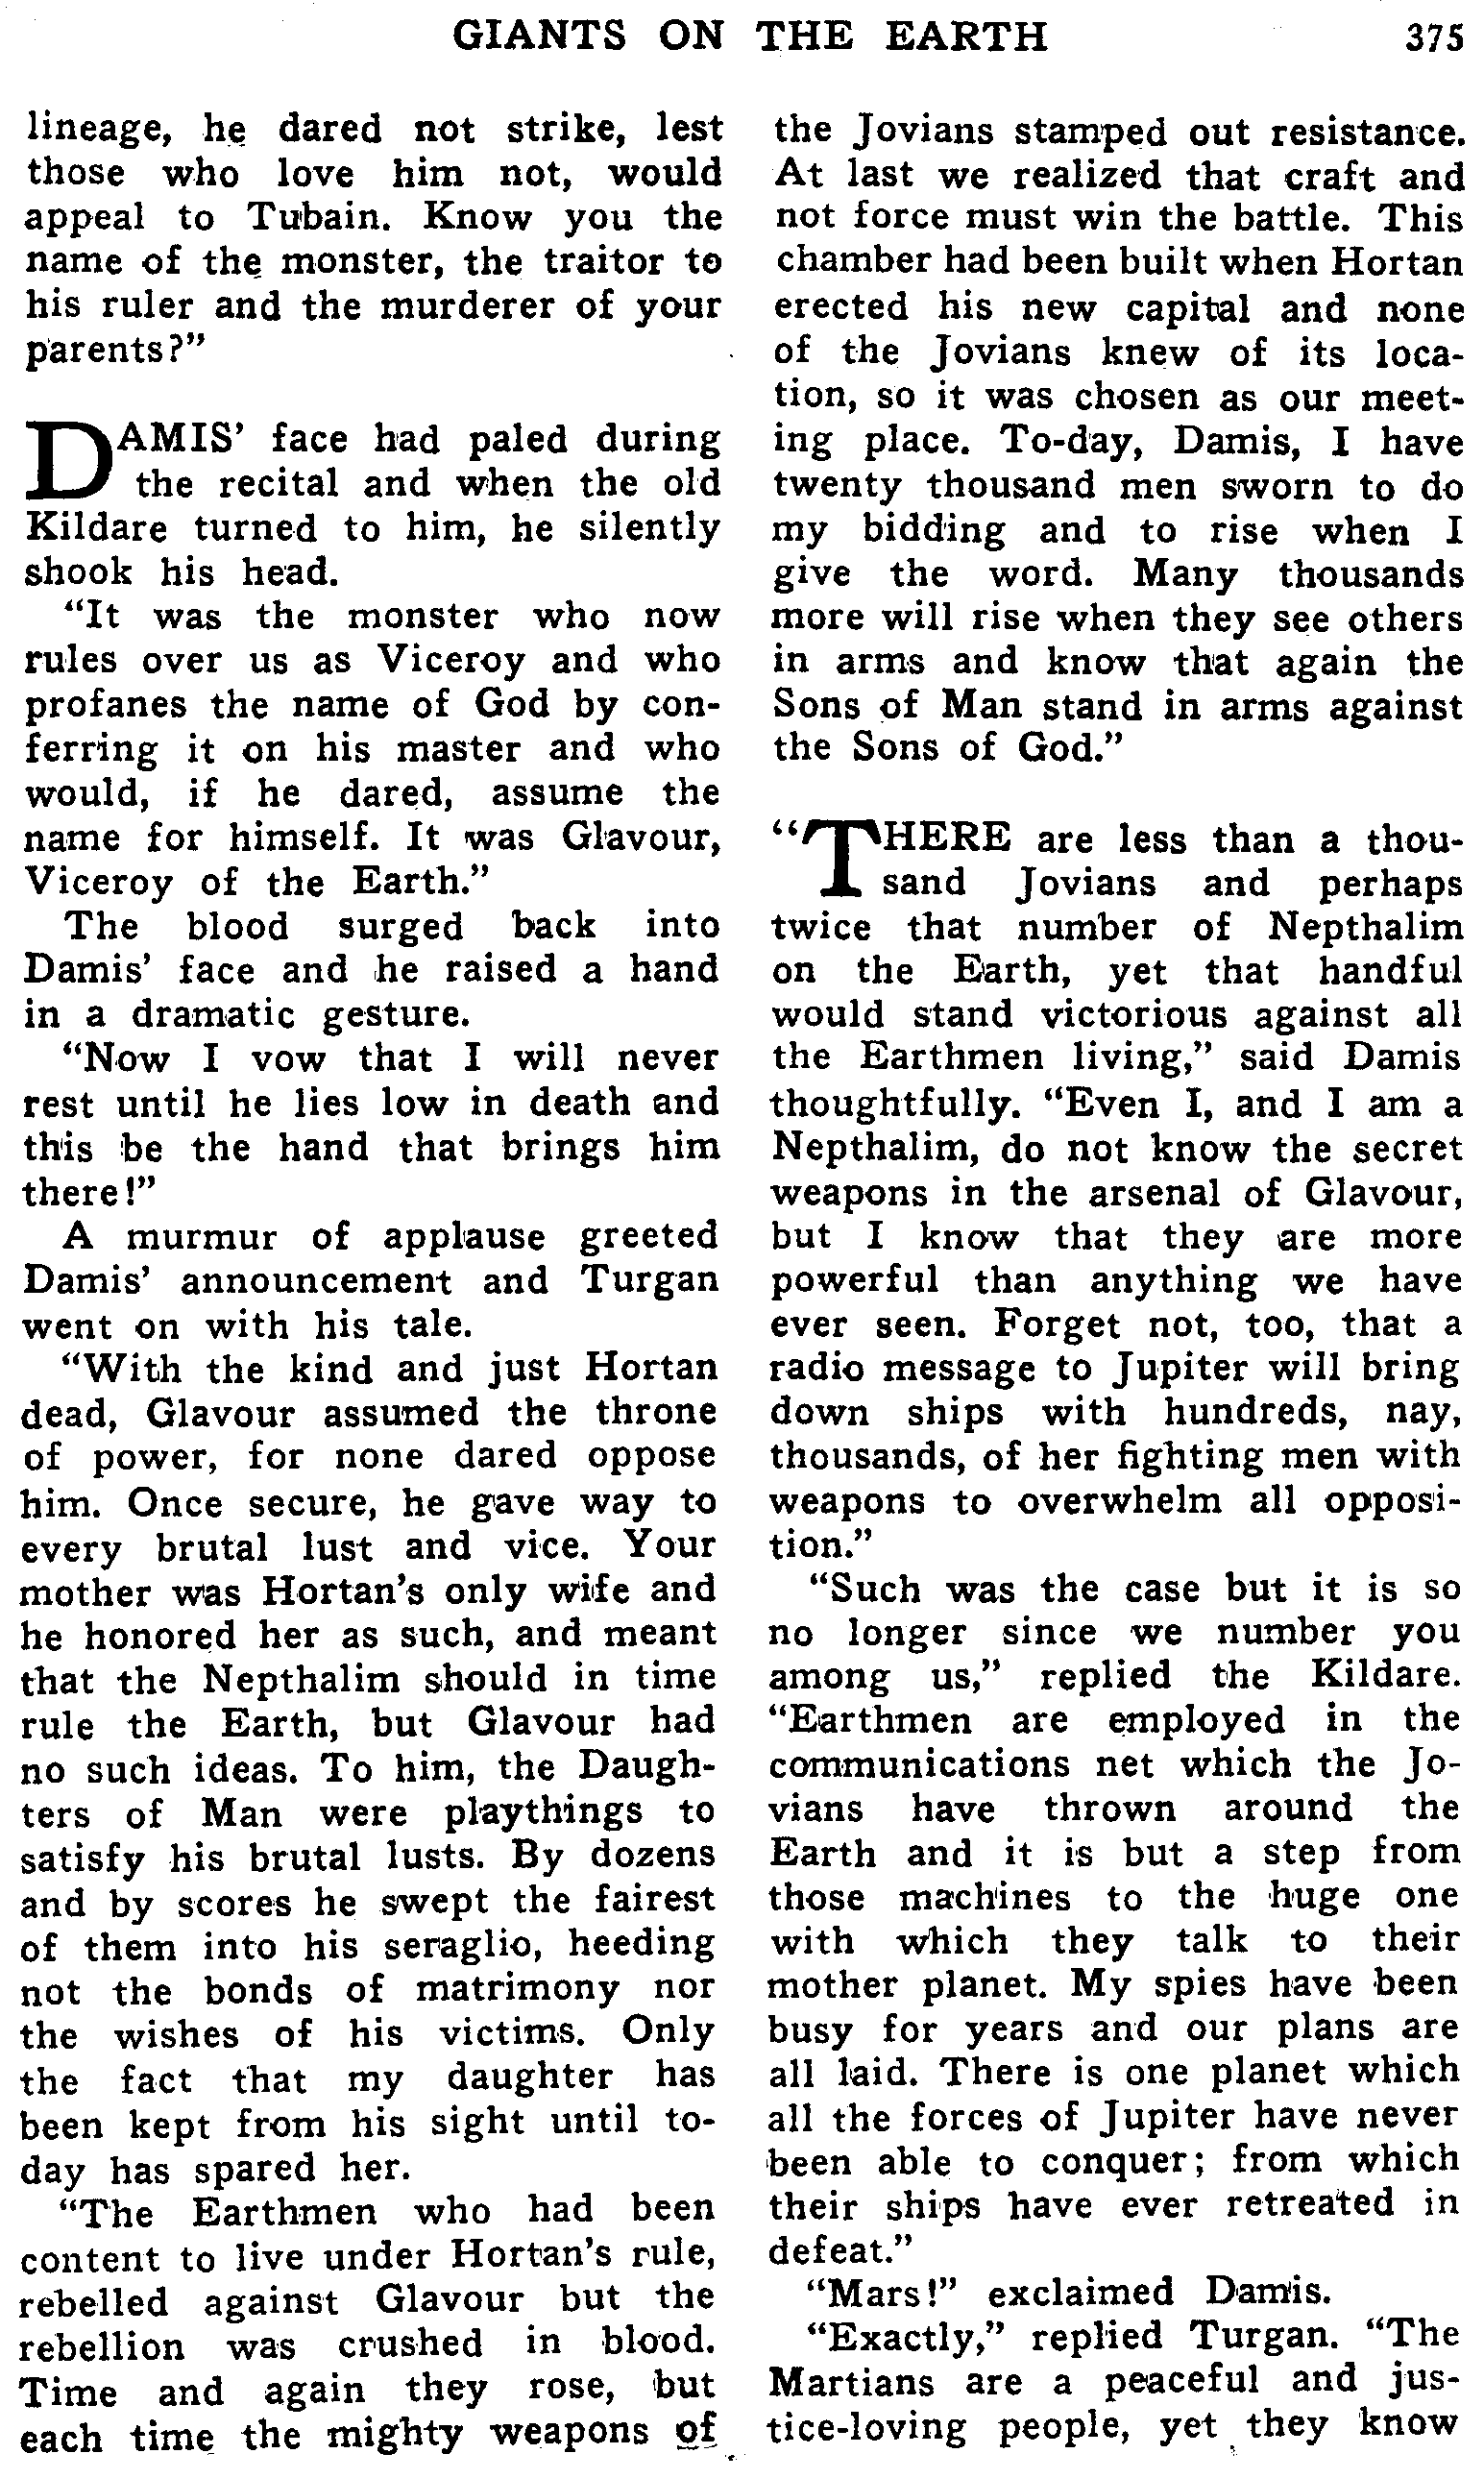 GIANTS ON THE EARTH 375
lineage, he dared not strike, lest
those who love him not, would
appeal to Tubain. Know you the
name of the monster, the traitor to
his ruler and the murderer of your
parents?"
DAMIS' face had paled during
the recital and when the old
Kildare turned to him, he silently
shook his head.
"It was the monster who now
rules over us as Viceroy and who
profanes the name of God by con-
ferring it on his master and who
would, if he dared, assume the
name for himself. It was Glavour,
Viceroy of the Earth."
The blood surged back into
Damis' face and he raised a hand
in a dramatic gesture.
"Now I vow that I will never
rest until he lies low in death and
this be the hand that brings him
there!"
A murmur of applause greeted
Damis' announcement and Turgan
went on with his tale.
"With the kind and just Hortan
dead, Glavour assumed the throne
of power, for none dared oppose
him. Once secure, he gave way to
every brutal lust and vice. Your
mother was Hortan's only wife and
he honored her as such, and meant
that the Nepthalim should in time
rule the Earth, but Glavour had
no such ideas. To him, the Daugh-
ters of Man were playthings to
satisfy his brutal lusts. By dozens
and by scores he swept the fairest
of them into his seraglio, heeding
not the bonds of matrimony nor
the wishes of his victims. Only
the fact that my daughter has
been kept from his sight until to-
day has spared her.
"The Earthmen who had been
content to live under Hortan's rule,
rebelled against Glavour but the
rebellion was crushed in blood.
Time and again they rose, but
each time the mighty weapons of
the Jovians stamped out resistance.
At last we realized that craft and
not force must win the battle. This
chamber had been built when Hortan
erected his new capital and none
of the Jovians knew of its loca-
tion, so it was chosen as our meet-
ing place. To-day, Damis, I have
twenty thousand men sworn to do
my bidding and to rise when I
give the word. Many thousands
more will rise when they see others
in arms and know that again the
Sons of Man stand in arms against
the Sons of God."
"THERE are less than a thou-
sand Jovians and perhaps
twice that number of Nepthalim
on the Earth, yet that handful
would stand victorious against all
the Earthmen living," said Damis
thoughtfully. "Even I, and I am a
Nepthalim, do not know the secret
weapons in the arsenal of Glavour,
but I know that they are more
powerful than anything we have
ever seen. Forget not, too, that a
radio message to Jupiter will bring
down ships with hundreds, nay,
thousands, of her fighting men with
weapons to overwhelm all opposi-
tion."
"Such was the case but it is so
no longer since we number you
among us," replied the Kildare.
"Earthmen are employed in the
communications net which the Jo-
vians have thrown around the
Earth and it is but a step from
those machines to the huge one
with which they talk to their
mother planet. My spies have been
busy for years and our plans are
all laid. There is one planet which
all the forces of Jupiter have never
been able to conquer; from which
their ships have ever retreated in
defeat."
"Mars!" exclaimed Damis.
"Exactly," replied Turgan. "The
Martians are a peaceful and jus-
tice-loving people, yet they know